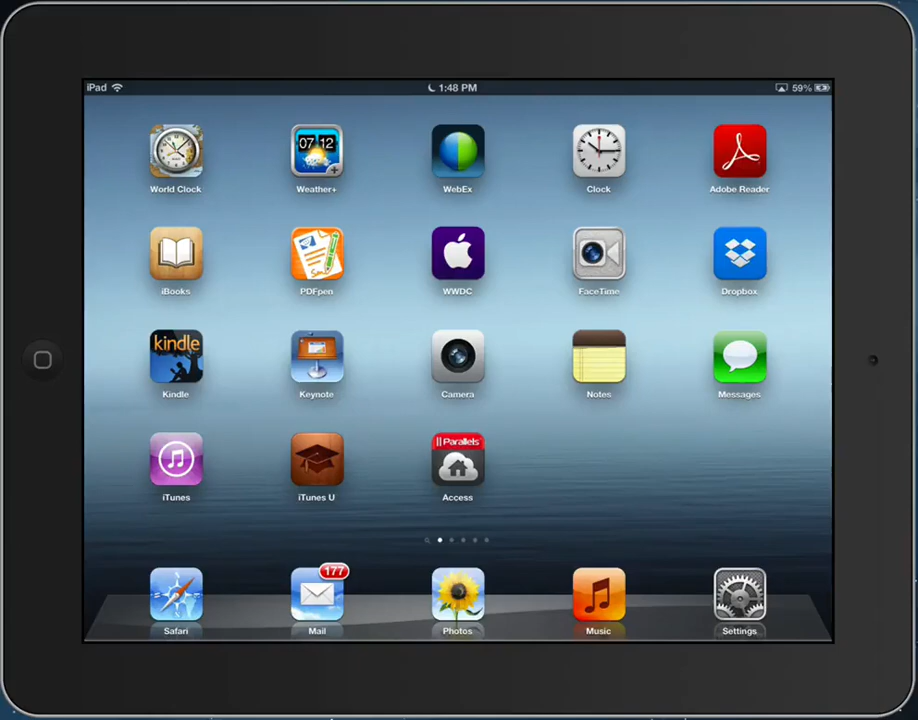 iPad 1:48 PM 59%
07 12
World Clock Weather+ WebEx Clock Adobe Reader
iBooks PDFpen WWDC FaceTime Dropbox
kindle
Kindle Keynote Camera Notes Messages
|| Parallels
iTunes iTunes U Access
177
Safari Mail Photos Music Settings